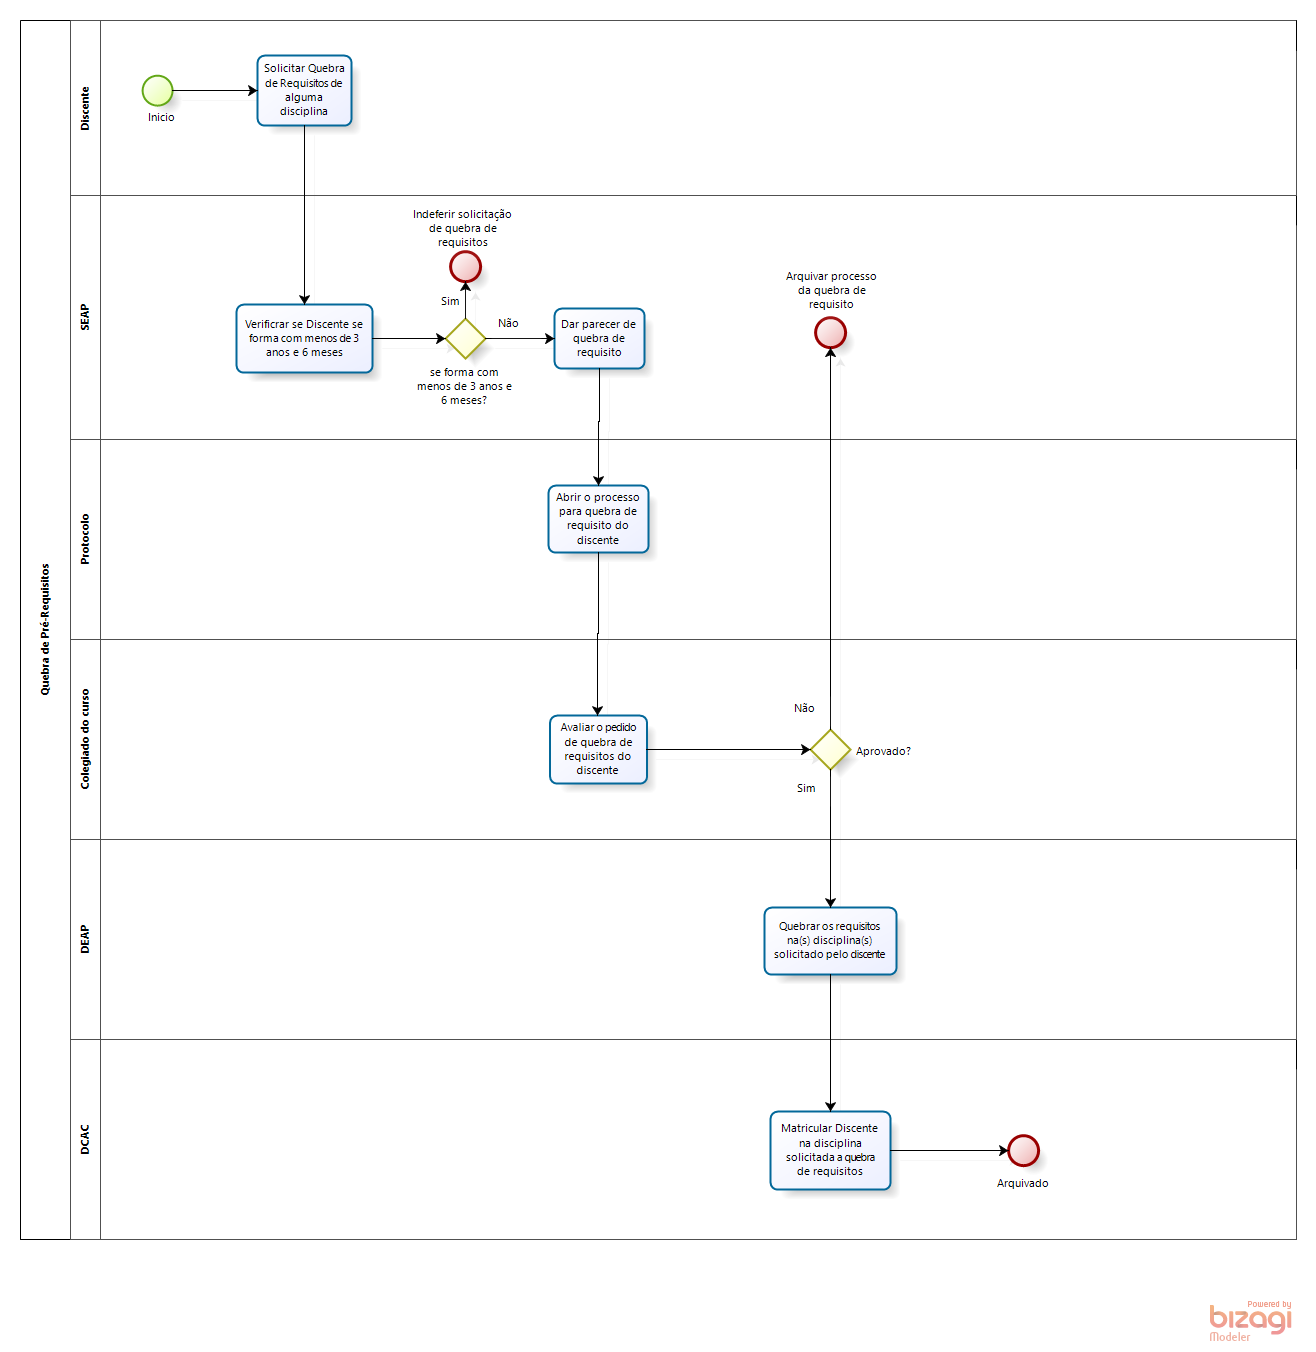 Quebra de Pré-Requisitos
Discente
Inicio
Solicitar Quebra
de Requisitos de
alguma
disciplina
SEAP
Verificrar se Discente se
forma com menos de 3
anos e 6 meses
Indeferir solicitação
de quebra de
requisitos
Sim
Não
se forma com
menos de 3 anos e
6 meses?
Dar parecer de
quebra de
requisito
Arquivar processo
da quebra de
requisito
Protocolo
Abrir o processo
para quebra de
requisito do
discente
Colegiado do curso
Avaliar o pedido
de quebra de
requisitos do
discente
Não
Aprovado?
Sim
DEAP
Quebrar os requisitos
na(s) disciplina(s)
solicitado pelo discente
DCAC
Matricular Discente
na disciplina
solicitada a quebra
de requisitos
Arquivado
Powered by
bizagi
Modeler